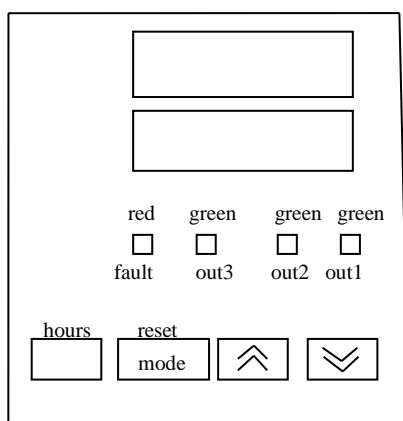 red green green green
fault out3 out2 out1
hours reset
mode